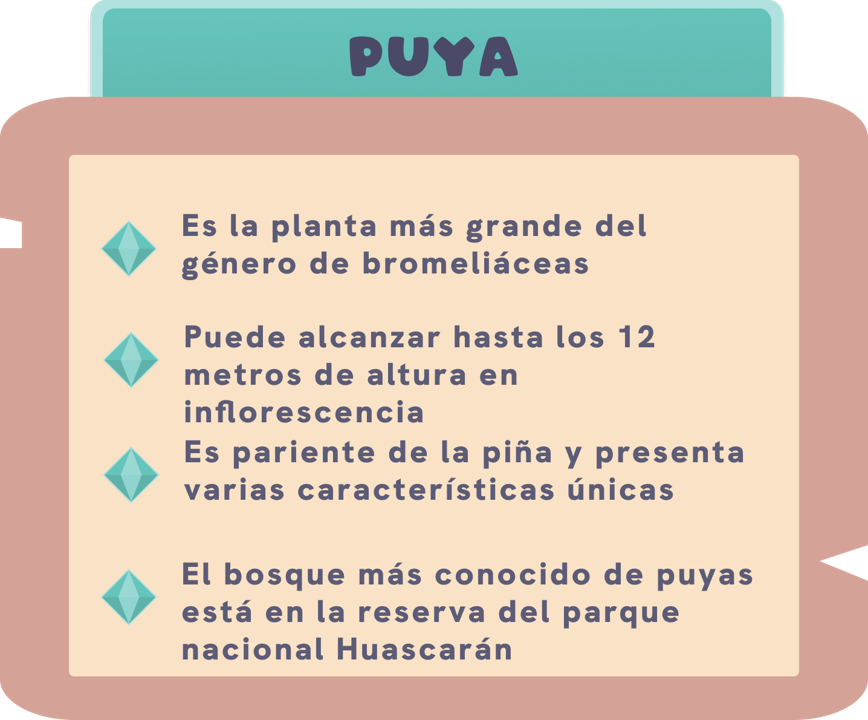 PUYA
Es la planta más grande del
género de bromeliáceas
Puede alcanzar hasta los 12
metros de altura en
inflorescencia
Es pariente de la piña y presenta
varias características únicas
El bosque más conocido de puyas
está en la reserva del parque
nacional Huascarán